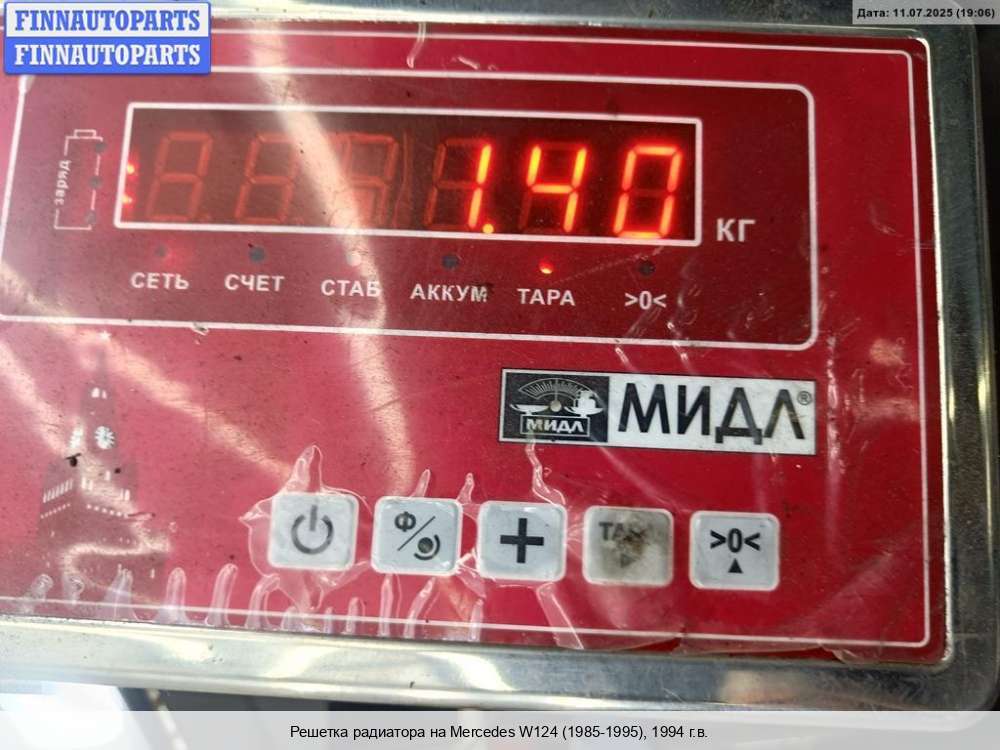 FINNAUTOPARTS
FINNAUTOPARTS
Дата: 11.07.2025 (19:06)
заряд
1.40
КГ
СЕТЬ СЧЕТ СТАБ АККУМ ТАРА >0<
МИДЛ МИДЛ®
Ф/ + ТАРА >0<
Решетка радиатора на Mercedes W124 (1985-1995), 1994 г.в.